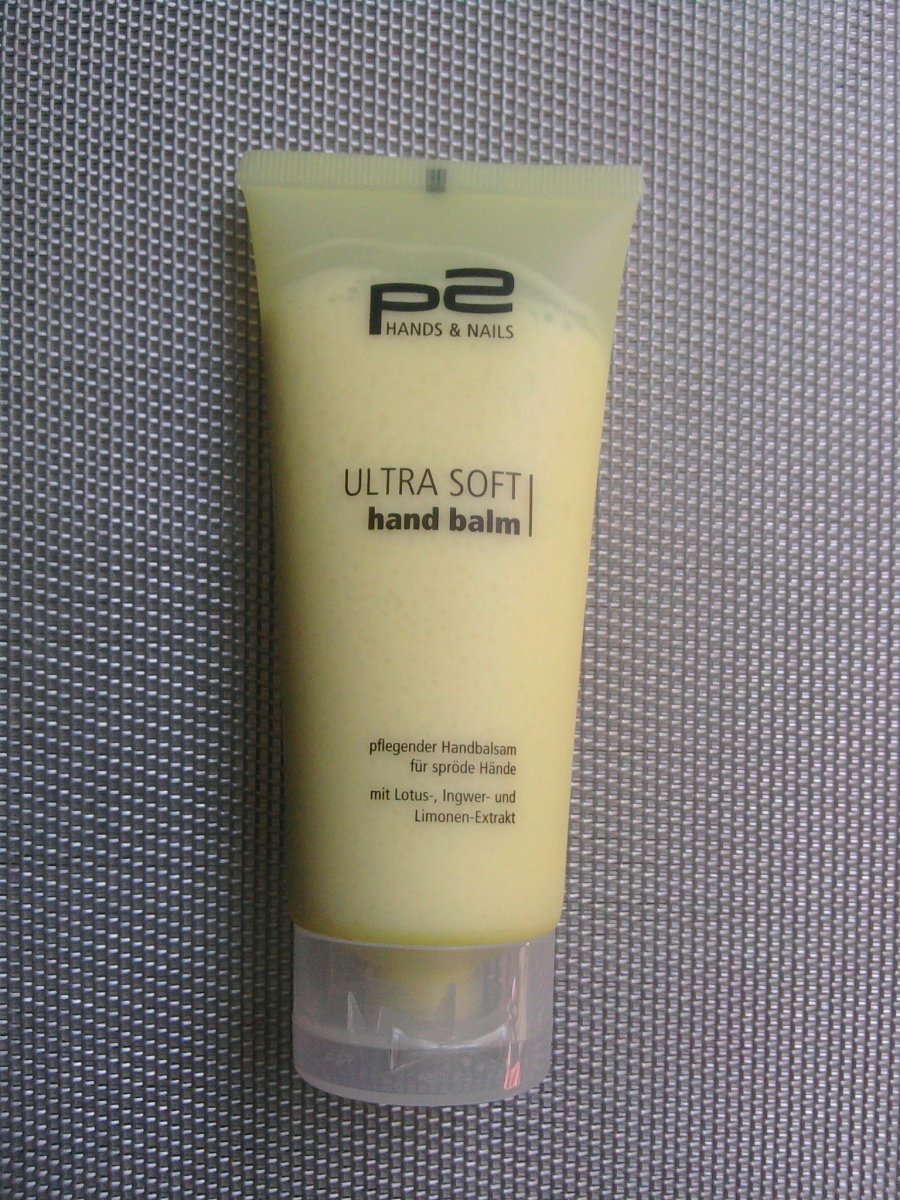 p2
HANDS & NAILS
ULTRA SOFT
hand balm
pflegender Handbalsam
für spröde Hände
mit Lotus-, Ingwer- und
Limonen-Extrakt